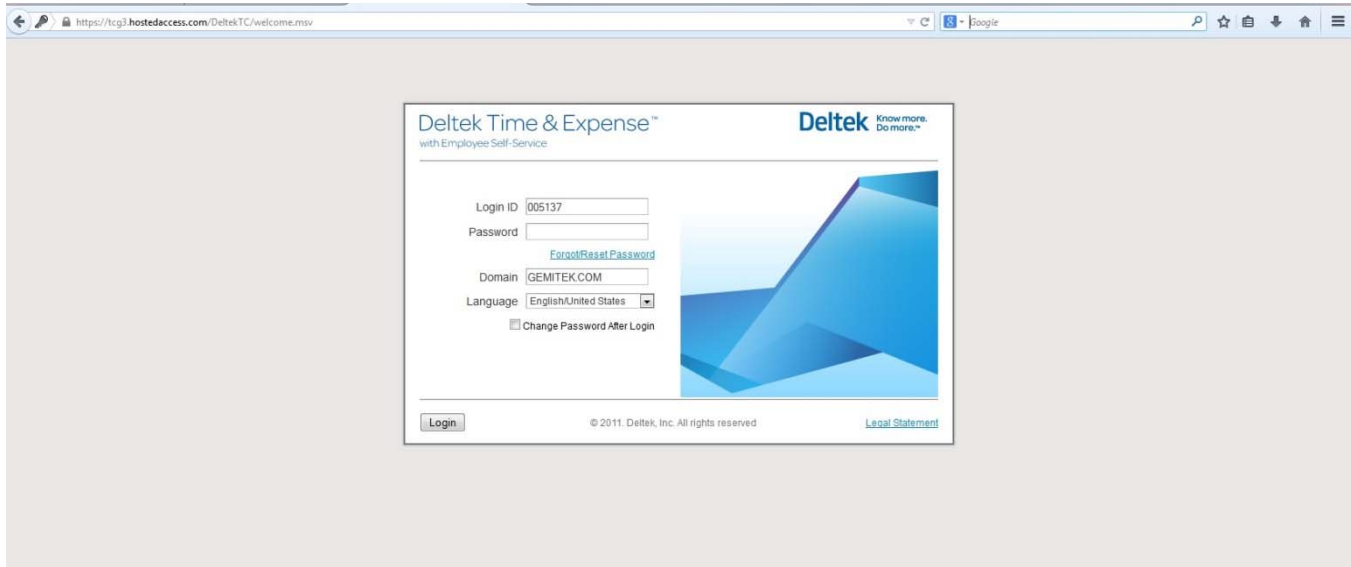 https://tcg3.hostedaccess.com/DeltekTC/welcome.msv
Google
Deltek Time & Expense™
with Employee Self-Service
Deltek Know more. Do more.™
Login ID 005137
Password
Forgot/Reset Password
Domain GEMITEK.COM
Language English/United States
Change Password After Login
Login
© 2011. Deltek, Inc. All rights reserved
Legal Statement